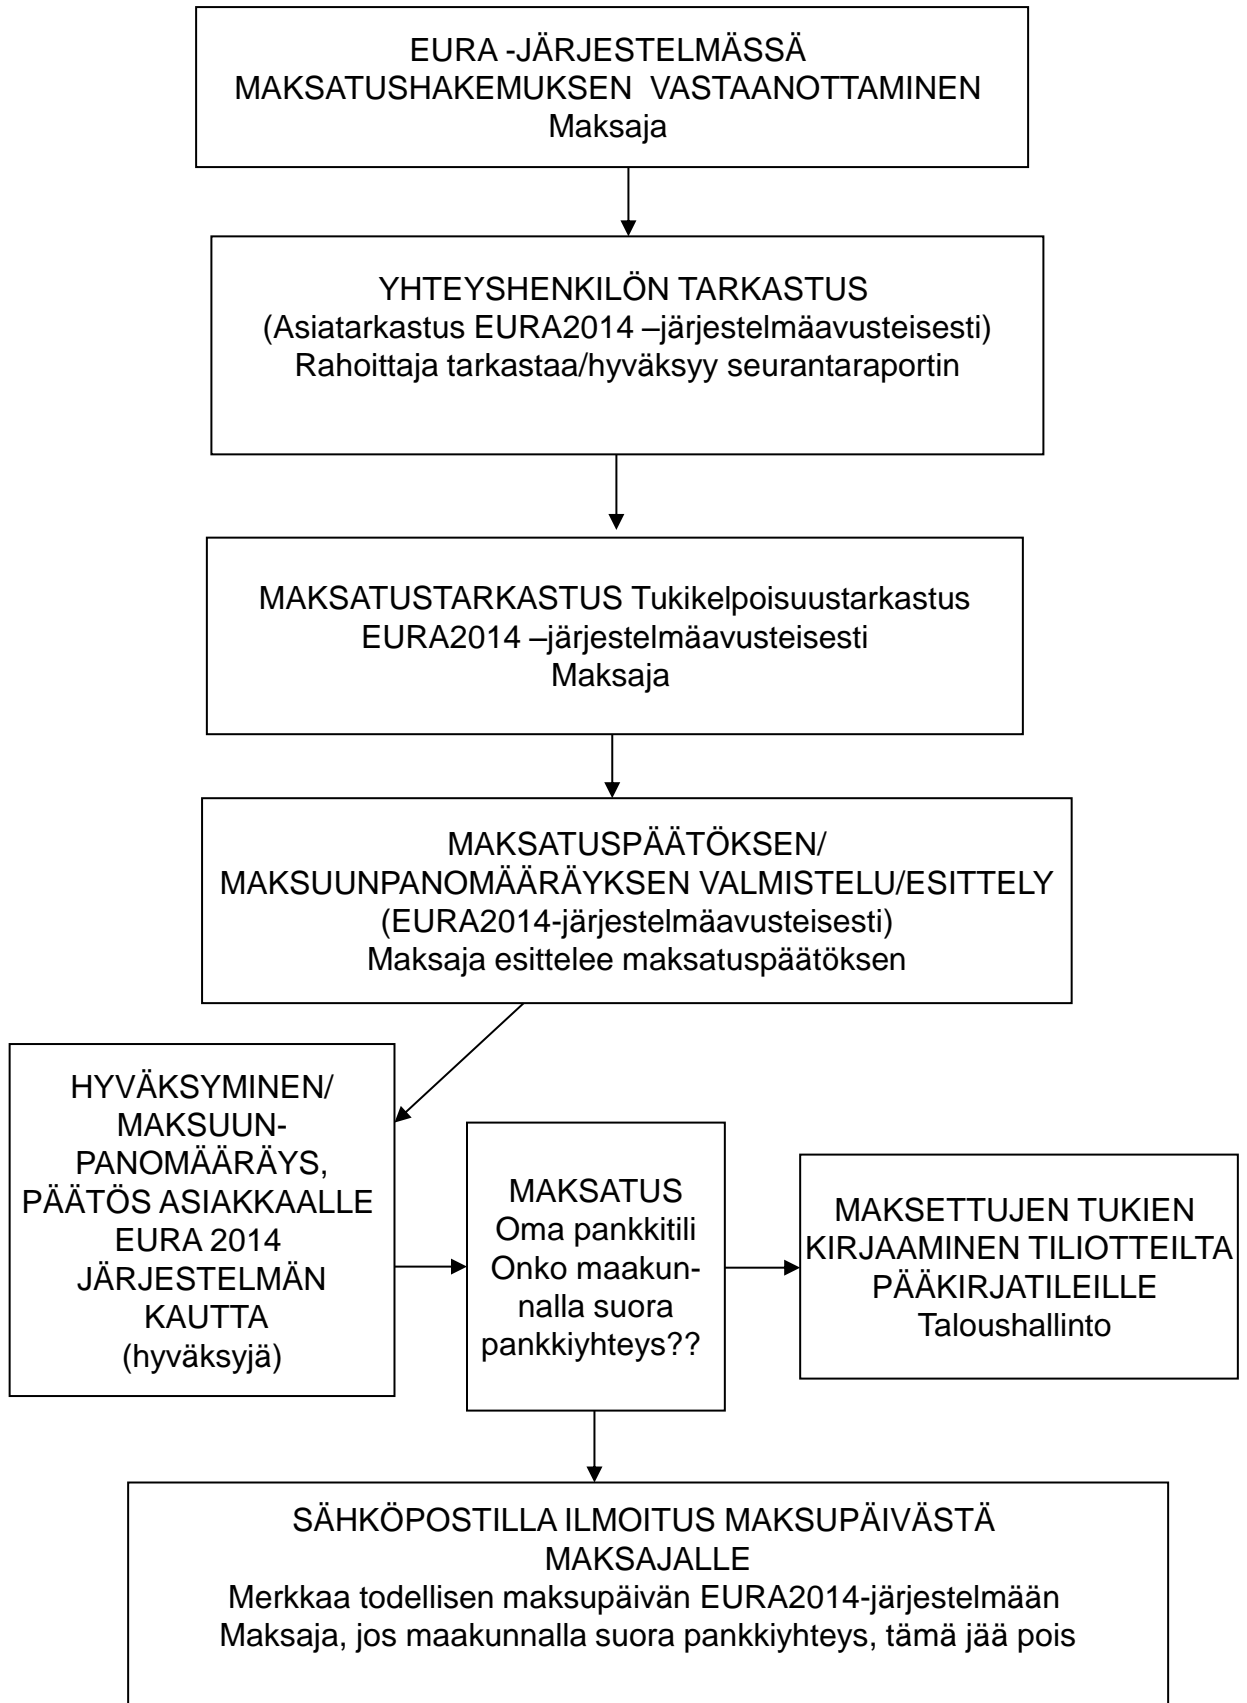 EURA -JÄRJESTELMÄSSÄ
MAKSATUSHAKEMUKSEN VASTAANOTTAMINEN
Maksaja
YHTEYSHENKILÖN TARKASTUS
(Asiatarkastus EURA2014 –järjestelmäavusteisesti)
Rahoittaja tarkastaa/hyväksyy seurantaraportin
MAKSATUSTARKASTUS Tukikelpoisuustarkastus
EURA2014 –järjestelmäavusteisesti
Maksaja
MAKSATUSPÄÄTÖKSEN/
MAKSUUNPANOMÄÄRÄYKSEN VALMISTELU/ESITTELY
(EURA2014-järjestelmäavusteisesti)
Maksaja esittelee maksatuspäätöksen
HYVÄKSYMINEN/
MAKSUUN-
PANOMÄÄRÄYS,
PÄÄTÖS ASIAKKAALLE
EURA 2014
JÄRJESTELMÄN
KAUTTA
(hyväksyjä)
MAKSATUS
Oma pankkitili
Onko maakun-
nalla suora
pankkiyhteys??
MAKSETTUJEN TUKIEN
KIRJAAMINEN TILIOTTEILTA
PÄÄKIRJATILEILLE
Taloushallinto
SÄHKÖPOSTILLA ILMOITUS MAKSUPÄIVÄSTÄ
MAKSAJALLE
Merkkaa todellisen maksupäivän EURA2014-järjestelmään
Maksaja, jos maakunnalla suora pankkiyhteys, tämä jää pois